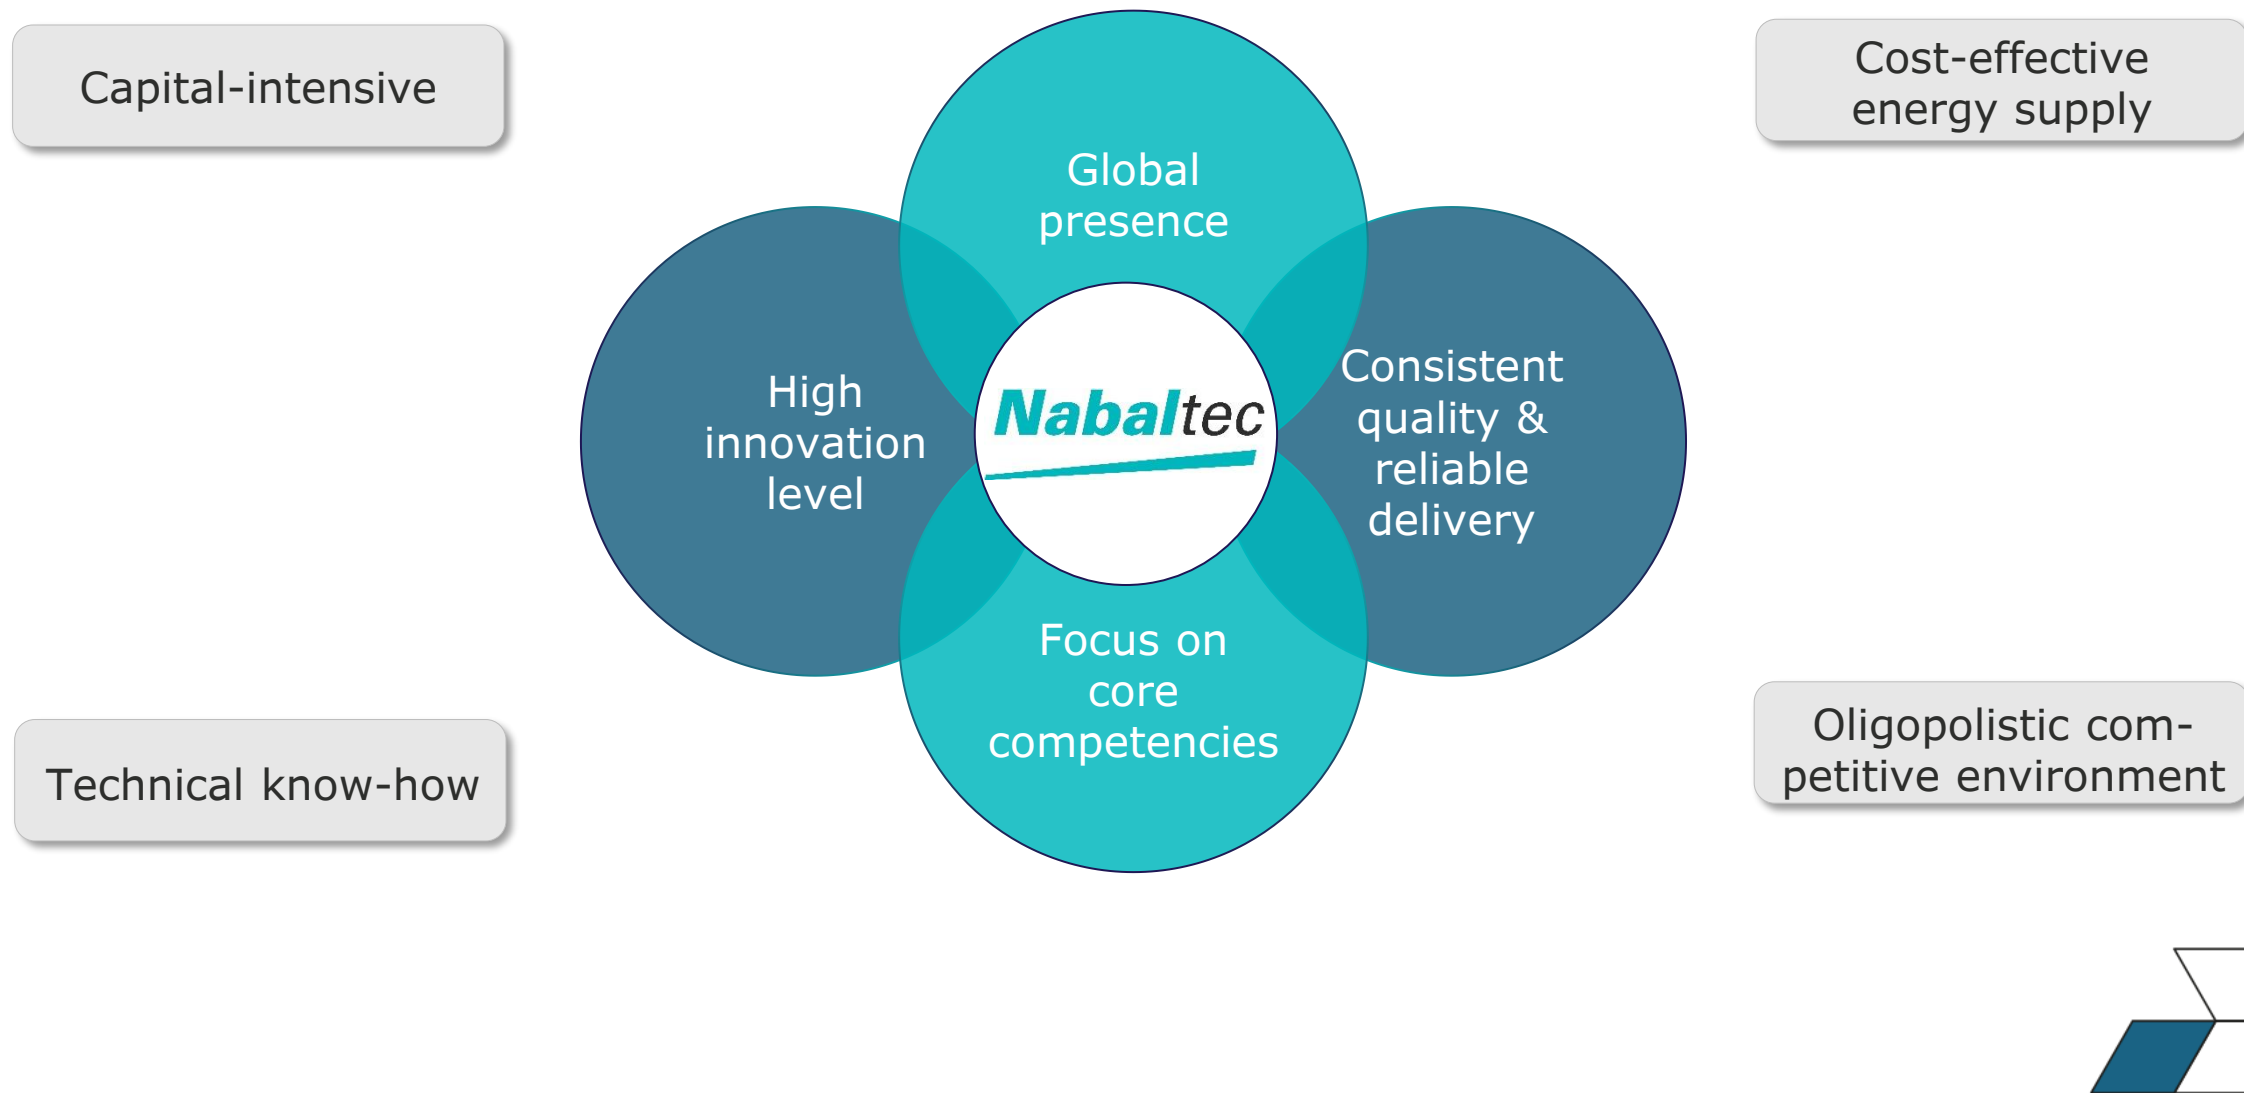 Capital-intensive
Cost-effective
energy supply
Global
presence
High
innovation
level
Nabaltec
Consistent
quality &
reliable
delivery
Focus on
core
competencies
Technical know-how
Oligopolistic com-
petitive environment